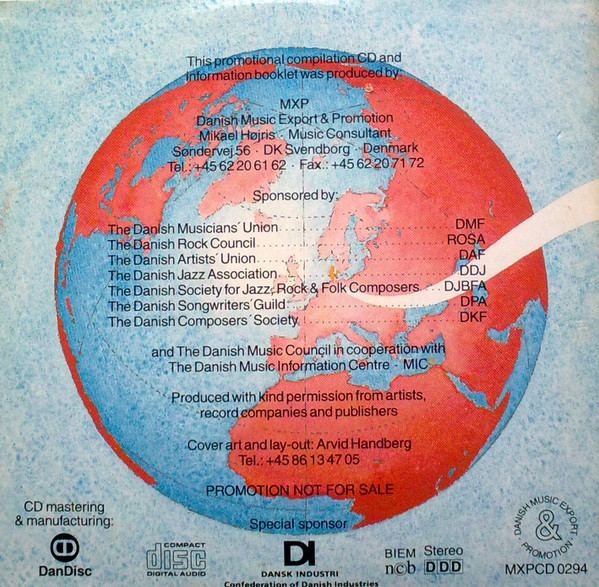 This promotional compilation CD and
information booklet was produced by:
MXP
Danish Music Export & Promotion
Mikael Højris · Music Consultant
Søndervej 56 · DK Svendborg · Denmark
Tel.: +45 62 20 61 62 · Fax.: +45 62 20 71 72
Sponsored by:
The Danish Musicians´ Union . . . . . . . . . . . . . . . . . . . . DMF
The Danish Rock Council . . . . . . . . . . . . . . . . . . . . . . ROSA
The Danish Artists´ Union . . . . . . . . . . . . . . . . . . . . . . DAF
The Danish Jazz Association . . . . . . . . . . . . . . . . . . . . DDJ
The Danish Society for Jazz, Rock & Folk Composers . . . DJBFA
The Danish Songwriters´ Guild . . . . . . . . . . . . . . . . . . DPA
The Danish Composers´ Society . . . . . . . . . . . . . . . . . DKF
and The Danish Music Council in cooperation with
The Danish Music Information Centre · MIC
Produced with kind permission from artists,
record companies and publishers
Cover art and lay-out: Arvid Handberg
Tel.: +45 86 13 47 05
PROMOTION NOT FOR SALE
CD mastering
& manufacturing:
DanDisc
COMPACT
disc
DIGITAL AUDIO
Special sponsor
DI
DANSK INDUSTRI
Confederation of Danish Industries
BIEM
ncb
Stereo
DDD
DANISH MUSIC EXPORT
&
· PROMOTION ·
MXPCD 0294